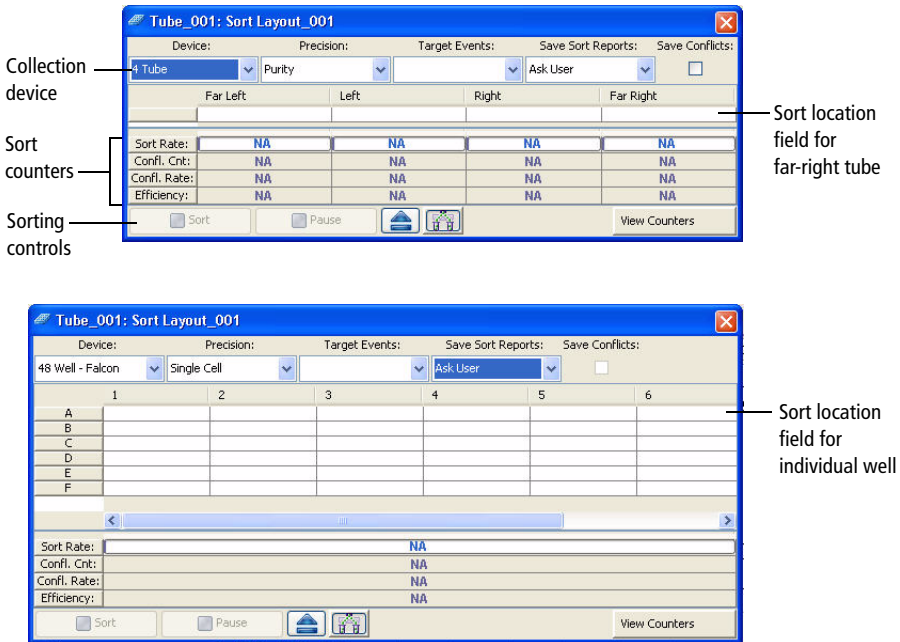 Tube_001: Sort Layout_001
Device: Precision: Target Events: Save Sort Reports: Save Conflicts:
4 Tube Purity Ask User
Collection
device
Far Left Left Right Far Right
Sort location
field for
far-right tube
Sort
counters
Sort Rate: NA NA NA NA
Confl. Cnt: NA NA NA NA
Confl. Rate: NA NA NA NA
Efficiency: NA NA NA NA
Sorting
controls
Sort Pause View Counters
Tube_001: Sort Layout_001
Device: Precision: Target Events: Save Sort Reports: Save Conflicts:
48 Well - Falcon Single Cell Ask User
1 2 3 4 5 6
A
B
C
D
E
F
Sort location
field for
individual well
Sort Rate: NA
Confl. Cnt: NA
Confl. Rate: NA
Efficiency: NA
Sort Pause View Counters